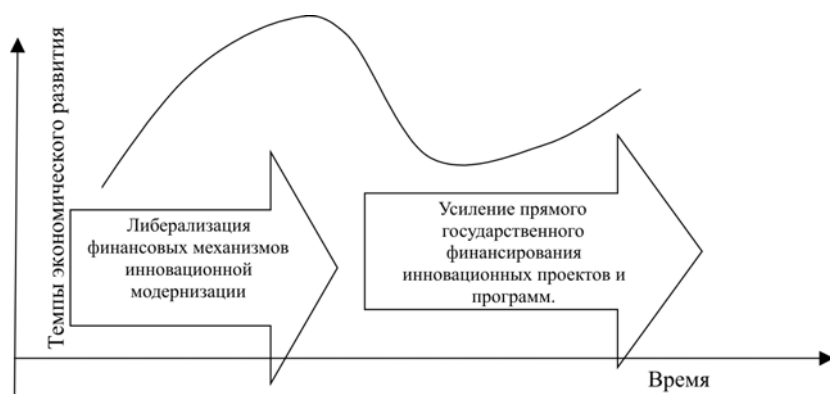 Темпы экономического развития
Либерализация
финансовых механизмов
инновационной
модернизации
Усиление прямого
государственного
финансирования
инновационных проектов и
программ.
Время